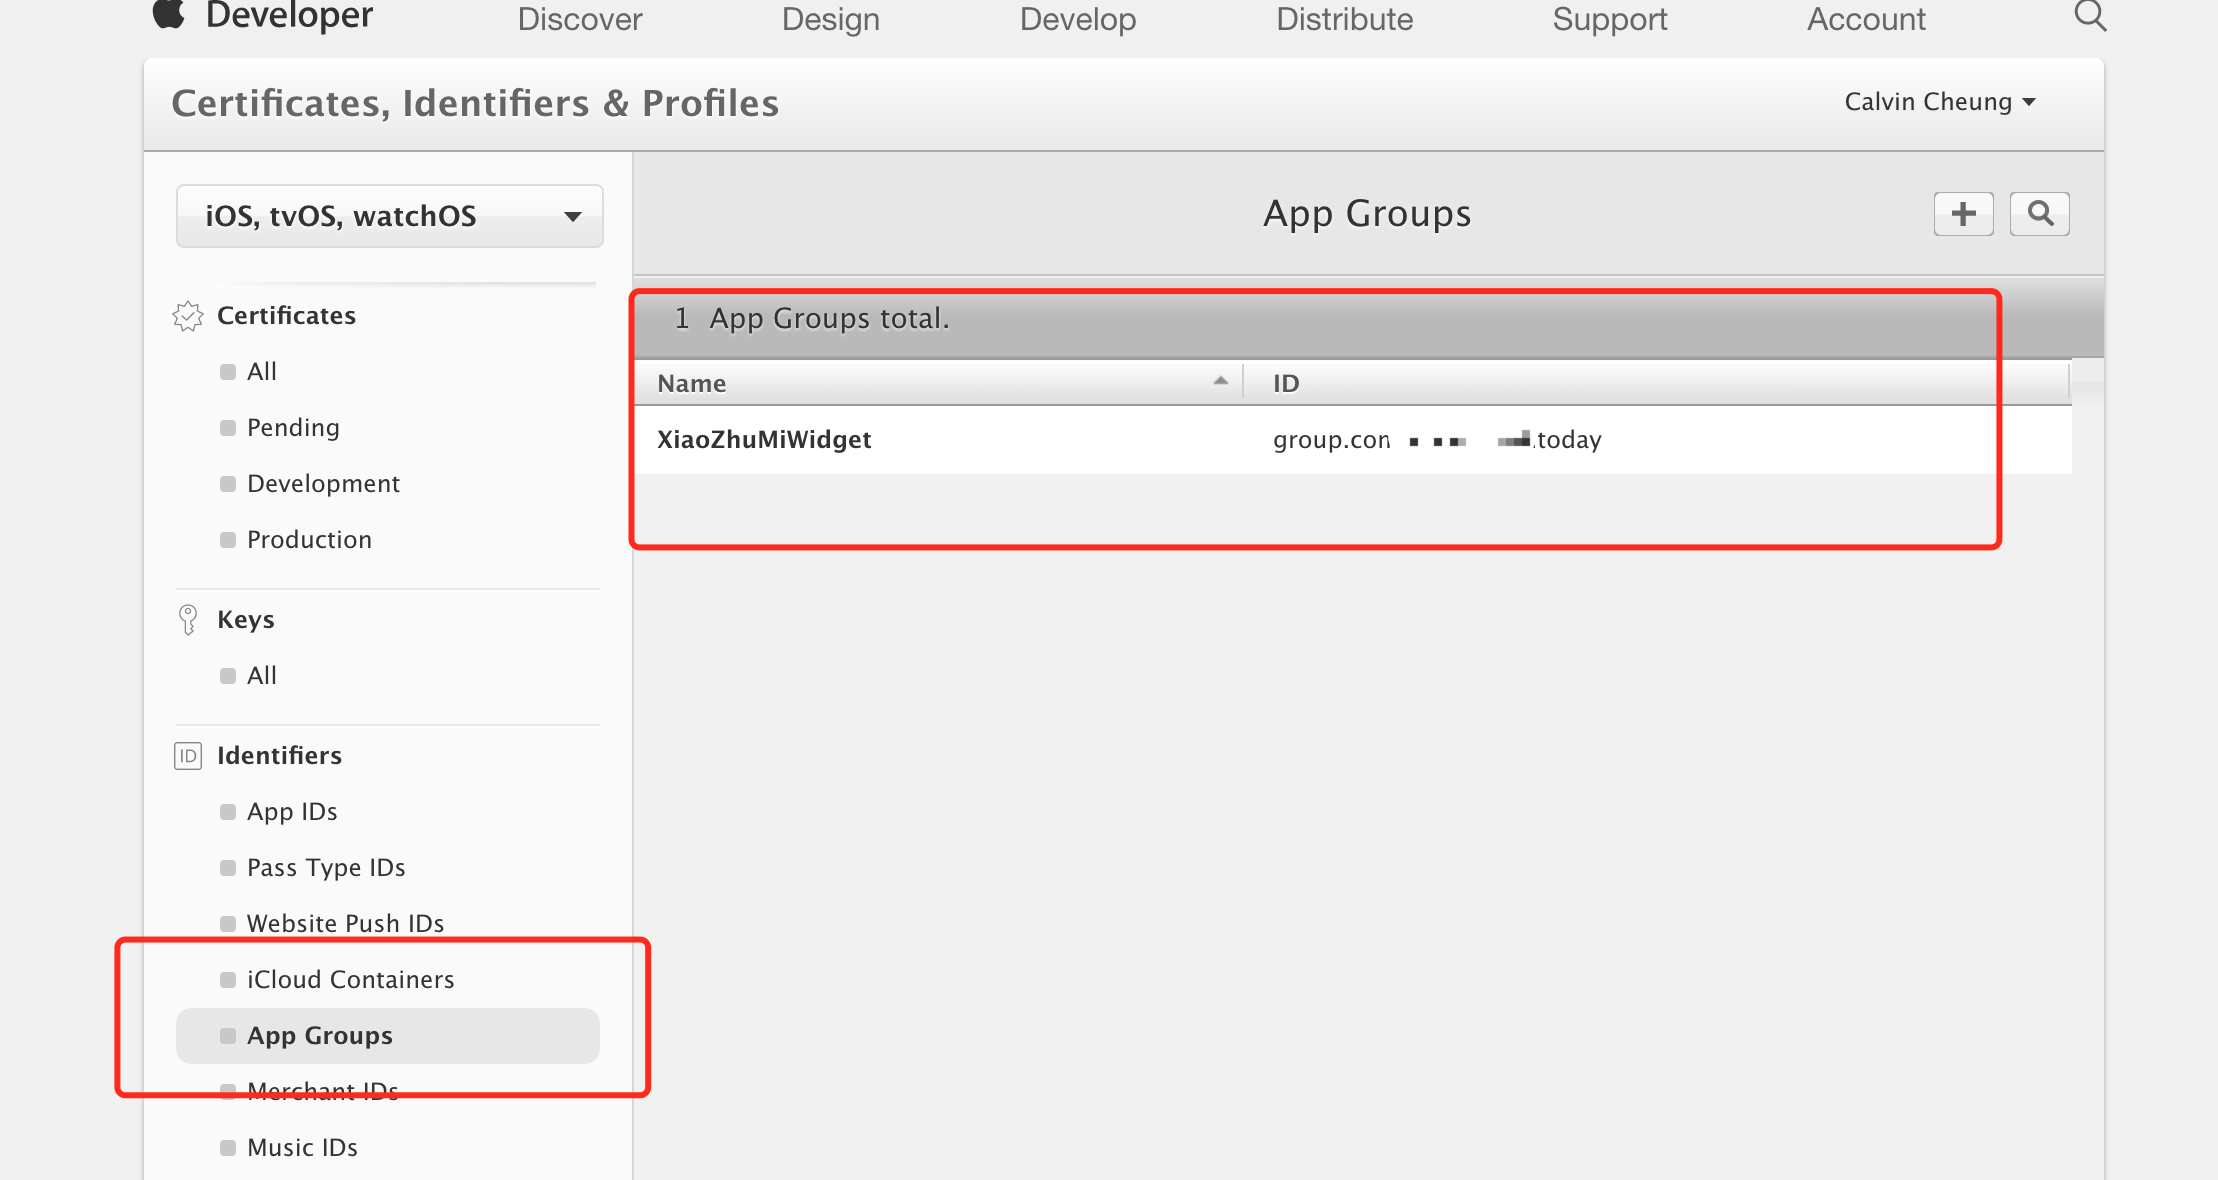 Developer Discover Design Develop Distribute Support Account
Certificates, Identifiers & Profiles
Calvin Cheung
iOS, tvOS, watchOS
App Groups
Certificates
All
Pending
Development
Production
Keys
All
Identifiers
ID
App IDs
Pass Type IDs
Website Push IDs
iCloud Containers
App Groups
Merchant IDs
Music IDs
1 App Groups total.
Name ID
XiaoZhuMiWidget group.con .today